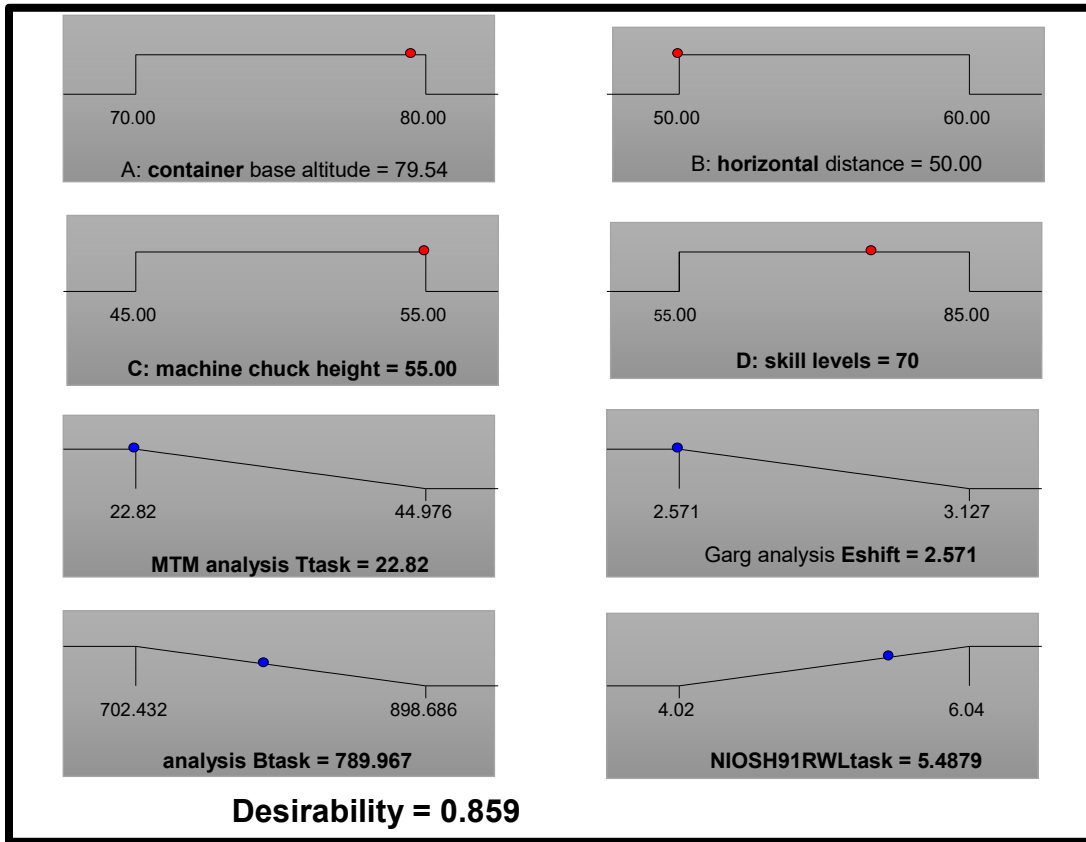 70.00 80.00
A: container base altitude = 79.54
50.00 60.00
B: horizontal distance = 50.00
45.00 55.00
C: machine chuck height = 55.00
55.00 85.00
D: skill levels = 70
22.82 44.976
MTM analysis Ttask = 22.82
2.571 3.127
Garg analysis Eshift = 2.571
702.432 898.686
analysis Btask = 789.967
4.02 6.04
NIOSH91RWLtask = 5.4879
Desirability = 0.859